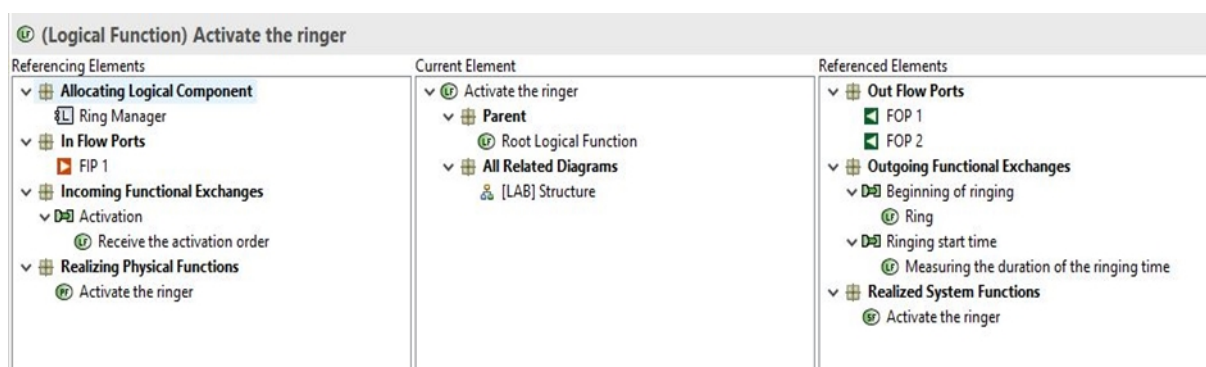 (Logical Function) Activate the ringer
Referencing Elements
Allocating Logical Component
Ring Manager
In Flow Ports
FIP 1
Incoming Functional Exchanges
Activation
Receive the activation order
Realizing Physical Functions
Activate the ringer
Current Element
Activate the ringer
Parent
Root Logical Function
All Related Diagrams
[LAB] Structure
Referenced Elements
Out Flow Ports
FOP 1
FOP 2
Outgoing Functional Exchanges
Beginning of ringing
Ring
Ringing start time
Measuring the duration of the ringing time
Realized System Functions
Activate the ringer